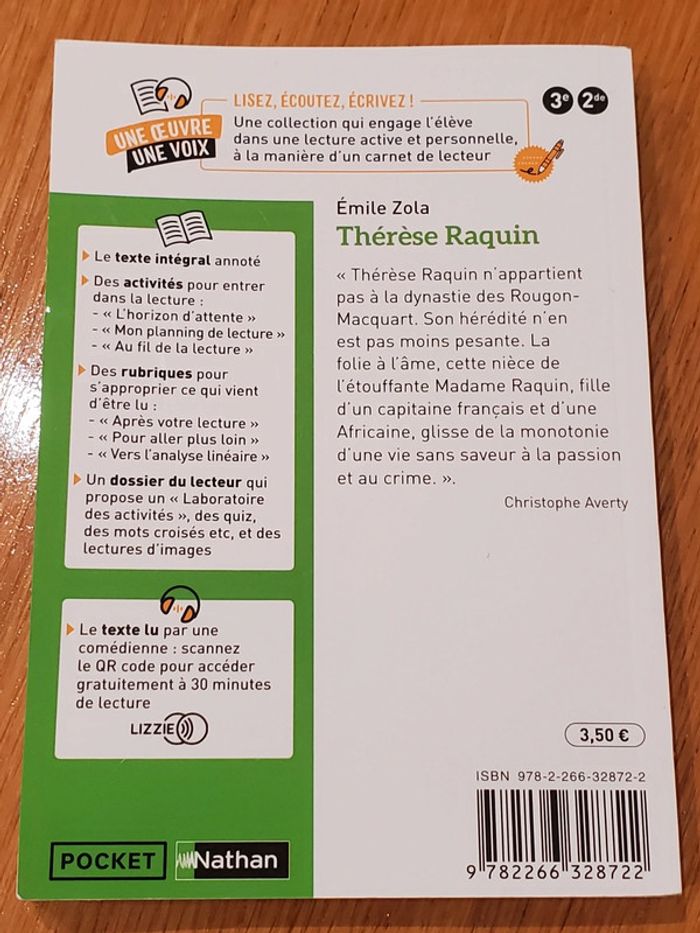 UNE ŒUVRE
UNE VOIX
LISEZ, ÉCOUTEZ, ÉCRIVEZ !
Une collection qui engage l'élève
dans une lecture active et personnelle,
à la manière d'un carnet de lecteur
3e 2de
Le texte intégral annoté
Des activités pour entrer
dans la lecture :
- « L'horizon d'attente »
- « Mon planning de lecture »
- « Au fil de la lecture »
Des rubriques pour
s'approprier ce qui vient
d'être lu :
- « Après votre lecture »
- « Pour aller plus loin »
- « Vers l'analyse linéaire »
Un dossier du lecteur qui
propose un « Laboratoire
des activités », des quiz,
des mots croisés etc, et des
lectures d'images
Le texte lu par une
comédienne : scannez
le QR code pour accéder
gratuitement à 30 minutes
de lecture
LIZZIE
POCKET
Nathan
Émile Zola
Thérèse Raquin
« Thérèse Raquin n'appartient
pas à la dynastie des Rougon-
Macquart. Son hérédité n'en
est pas moins pesante. La
folie à l'âme, cette nièce de
l'étouffante Madame Raquin, fille
d'un capitaine français et d'une
Africaine, glisse de la monotonie
d'une vie sans saveur à la passion
et au crime. ».
Christophe Averty
3,50 €
ISBN 978-2-266-32872-2
9 782266 328722